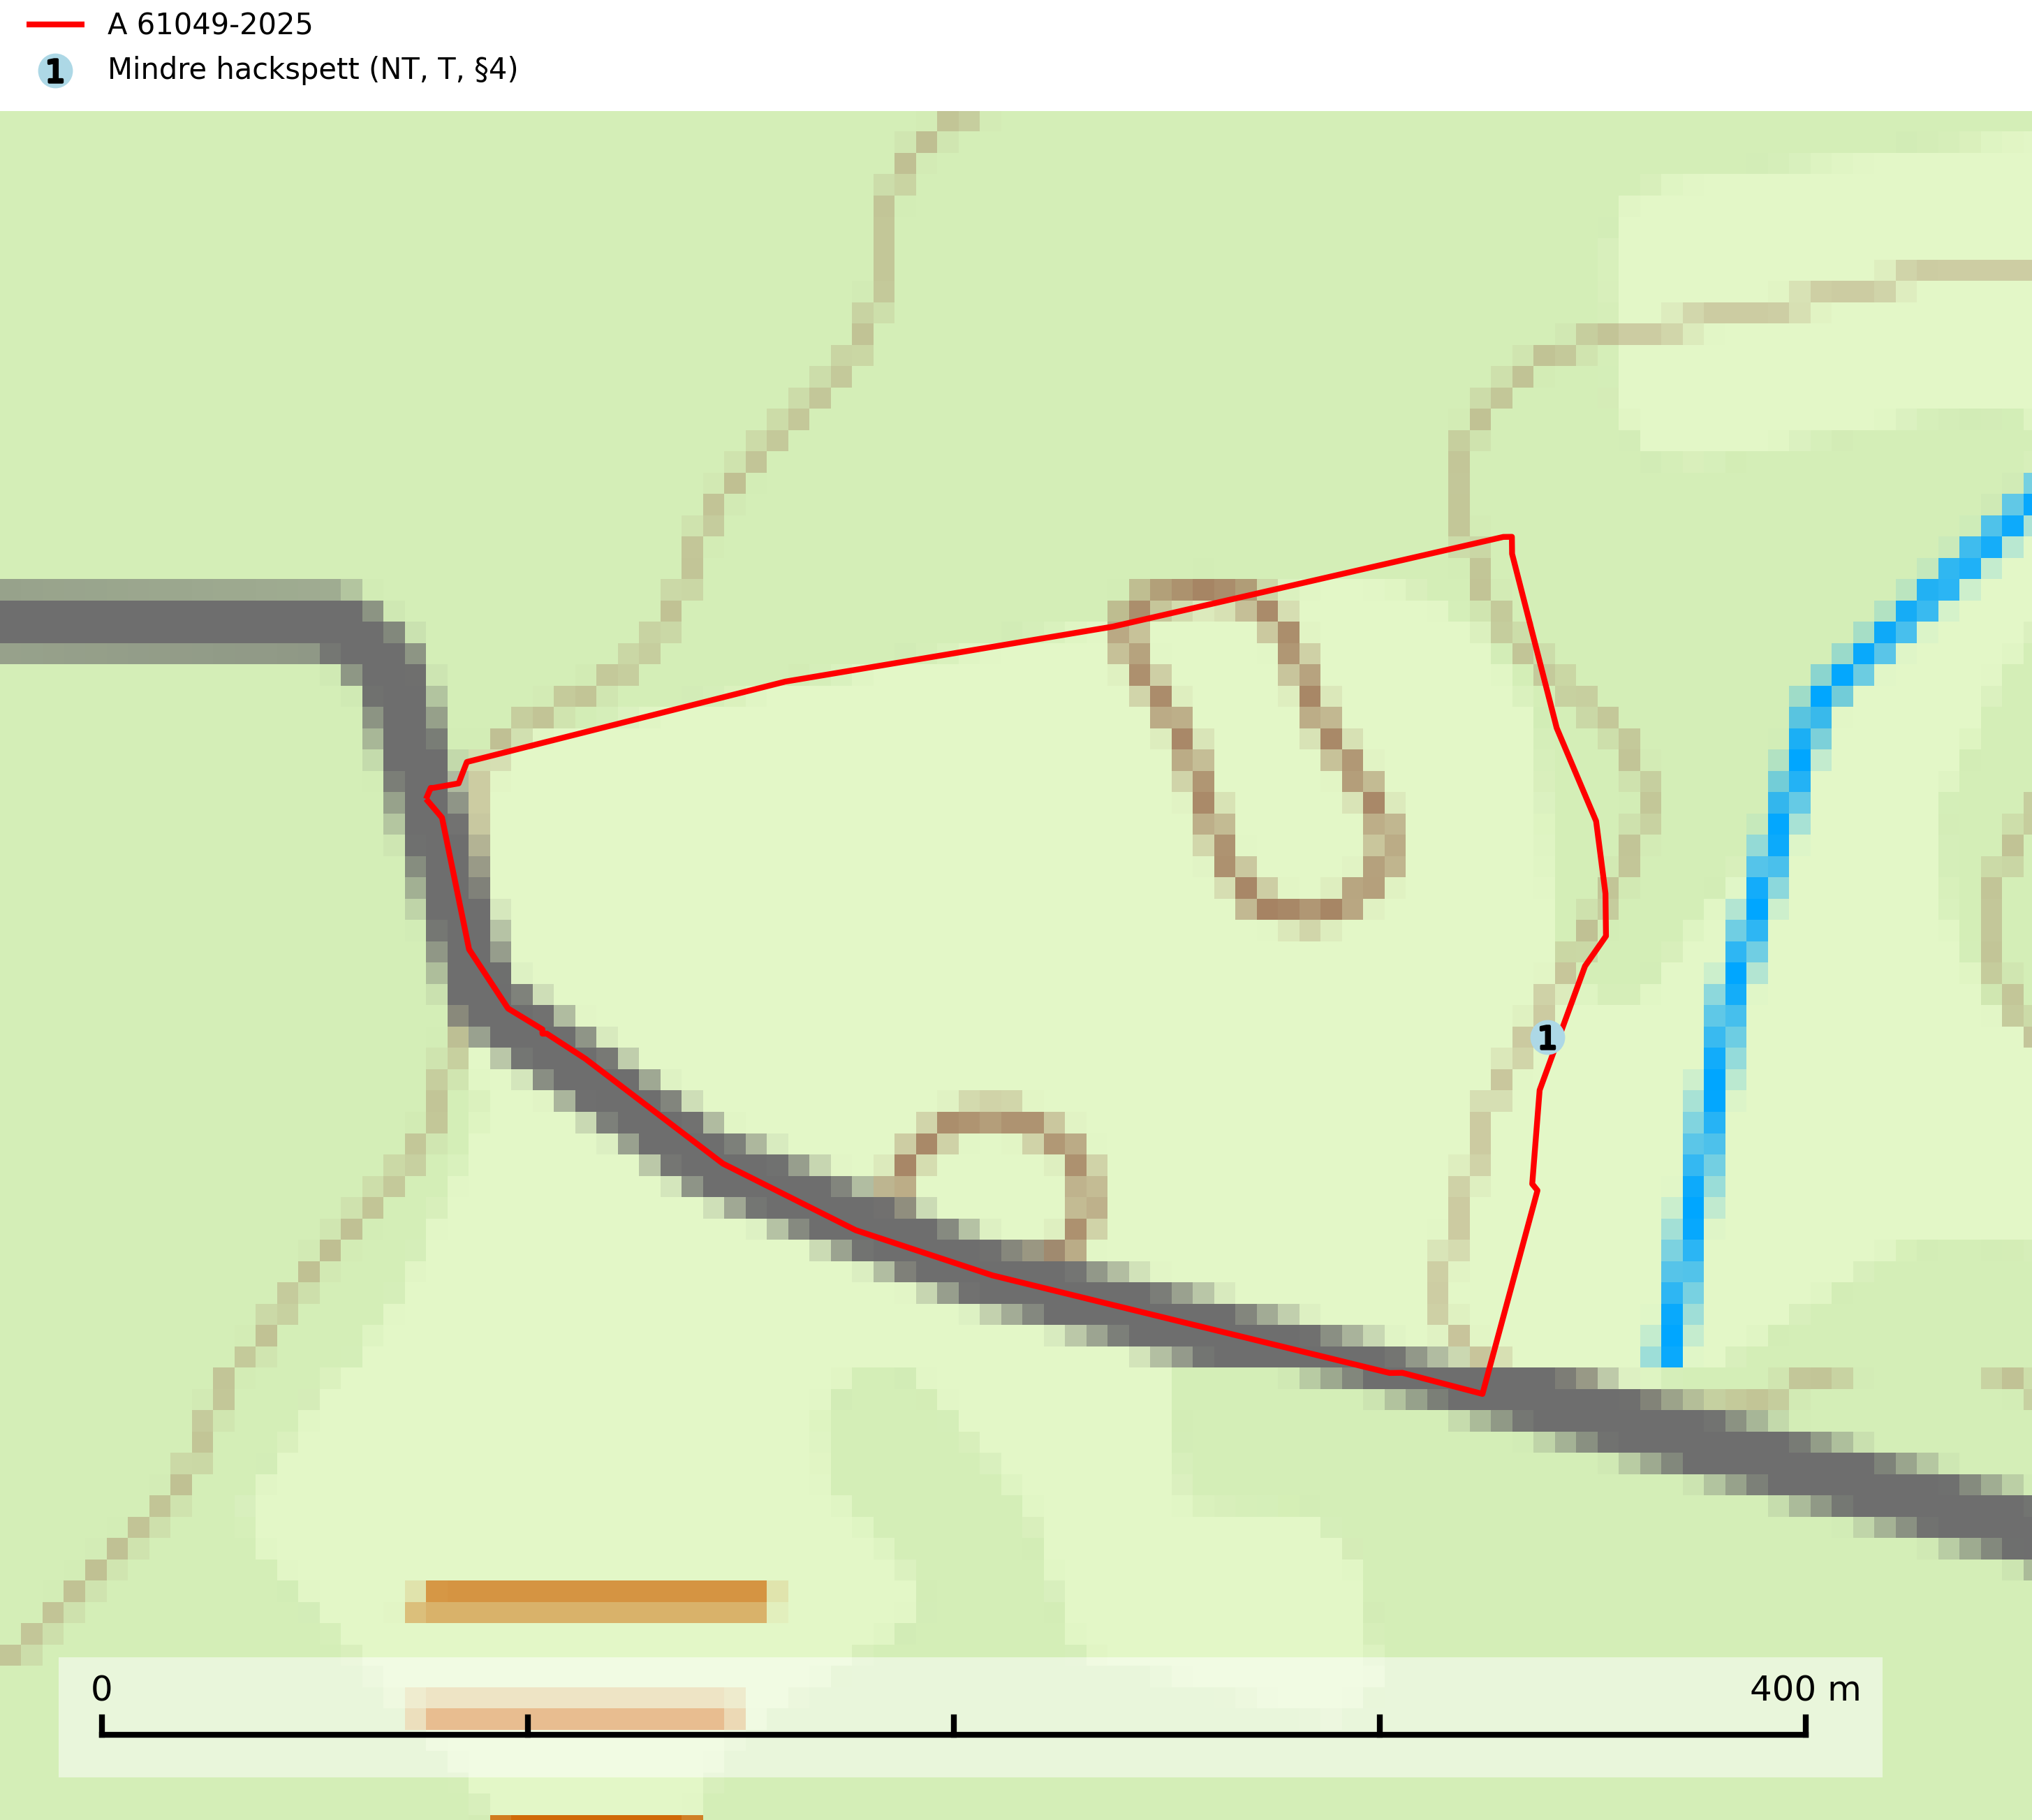 A 61049-2025
1 Mindre hackspett (NT, T, §4)
1
0 400 m